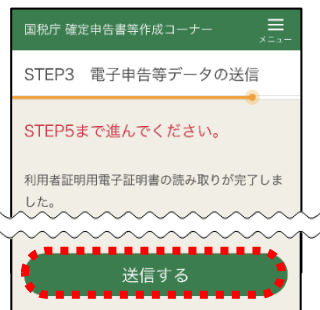 国税庁 確定申告書等作成コーナー
メニュー
STEP3　電子申告等データの送信
STEP5まで進んでください。
利用者証明用電子証明書の読み取りが完了しま
した。
送信する